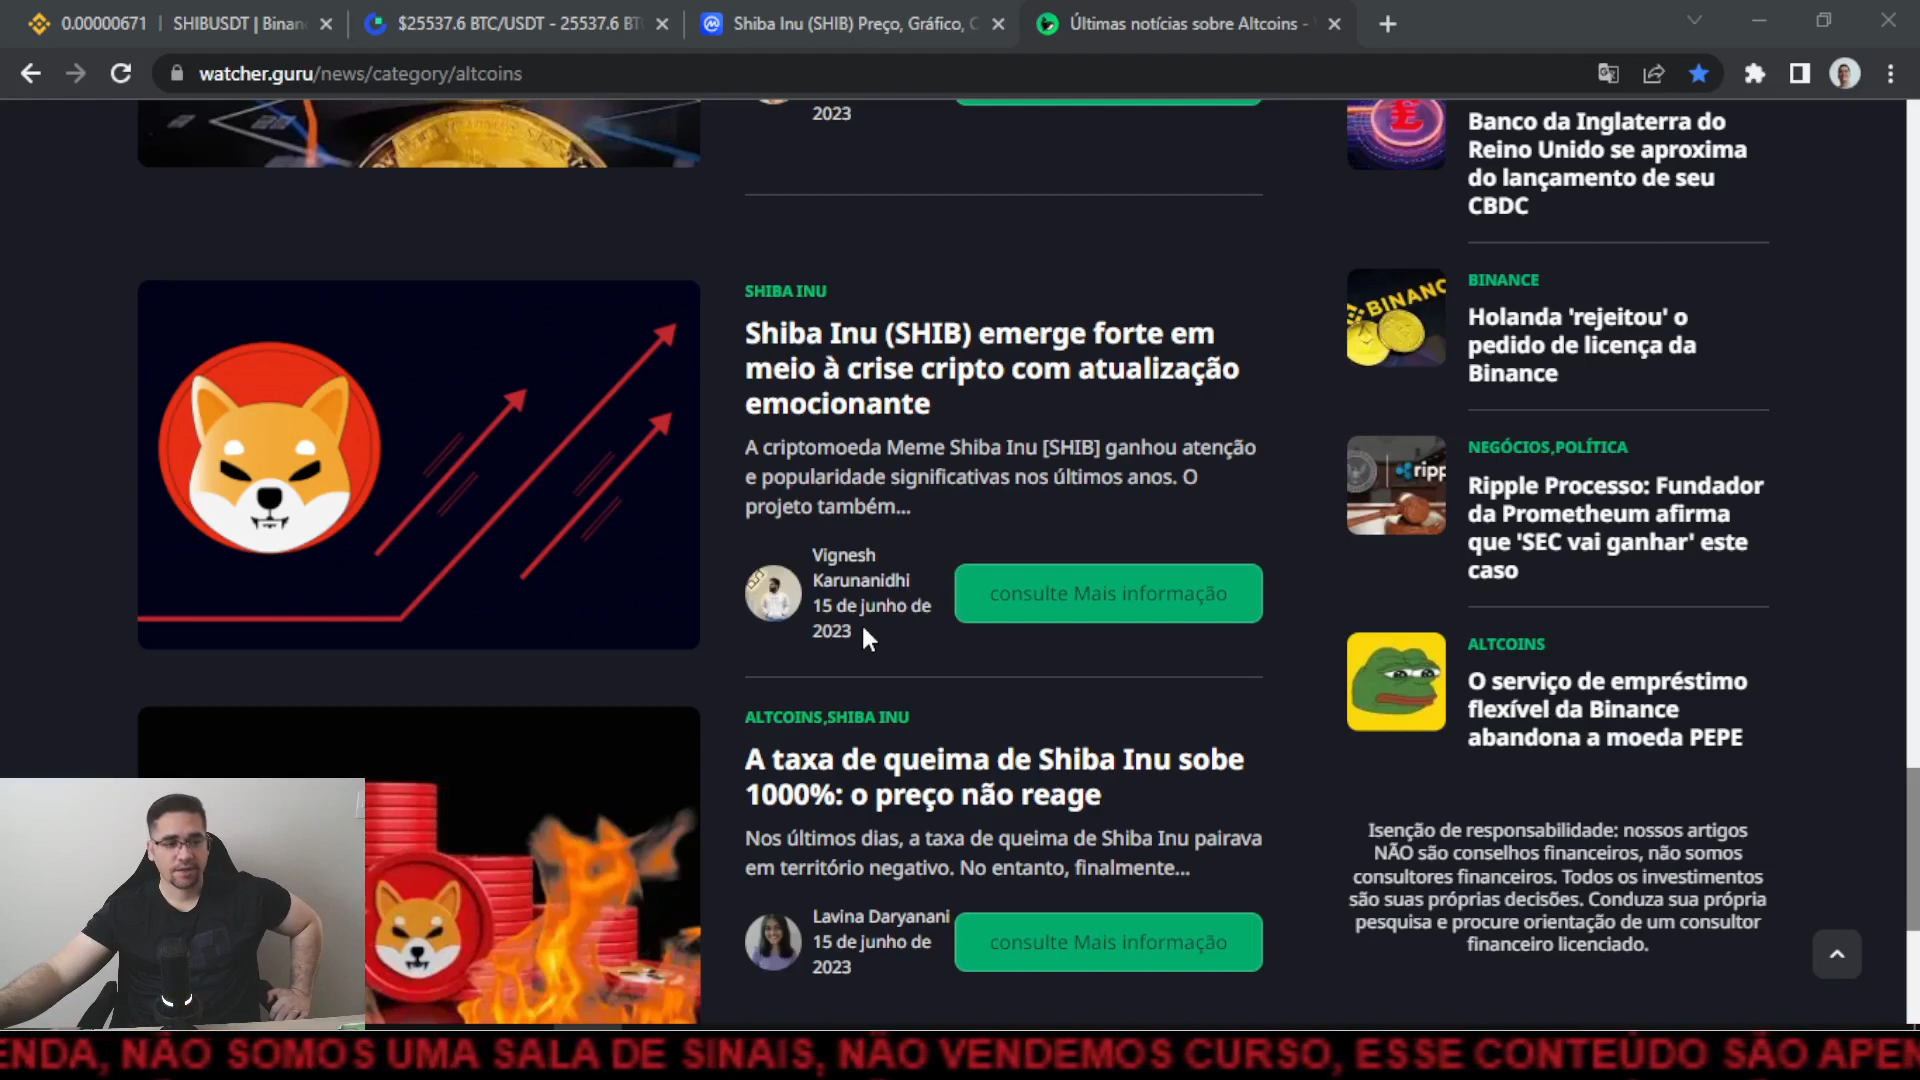 0.00000671 | SHIBUSDT | Binan
$25537.6 BTC/USDT - 25537.6 BT
Shiba Inu (SHIB) Preço, Gráfico, C
Últimas notícias sobre Altcoins -
watcher.guru/news/category/altcoins
2023
Banco da Inglaterra do
Reino Unido se aproxima
do lançamento de seu
CBDC
SHIBA INU
Shiba Inu (SHIB) emerge forte em
meio à crise cripto com atualização
emocionante
A criptomoeda Meme Shiba Inu [SHIB] ganhou atenção
e popularidade significativas nos últimos anos. O
projeto também...
Vignesh
Karunanidhi
15 de junho de
2023
consulte Mais informação
BINANC
BINANCE
Holanda 'rejeitou' o
pedido de licença da
Binance
ripp
NEGÓCIOS,POLÍTICA
Ripple Processo: Fundador
da Prometheum afirma
que 'SEC vai ganhar' este
caso
ALTCOINS
O serviço de empréstimo
flexível da Binance
abandona a moeda PEPE
ALTCOINS,SHIBA INU
A taxa de queima de Shiba Inu sobe
1000%: o preço não reage
Nos últimos dias, a taxa de queima de Shiba Inu pairava
em território negativo. No entanto, finalmente...
Lavina Daryanani
15 de junho de
2023
consulte Mais informação
Isenção de responsabilidade: nossos artigos
NÃO são conselhos financeiros, não somos
consultores financeiros. Todos os investimentos
são suas próprias decisões. Conduza sua própria
pesquisa e procure orientação de um consultor
financeiro licenciado.
ENDA, NÃO SOMOS UMA SALA DE SINAIS, NÃO VENDEMOS CURSO, ESSE CONTEÚDO SÃO APEN